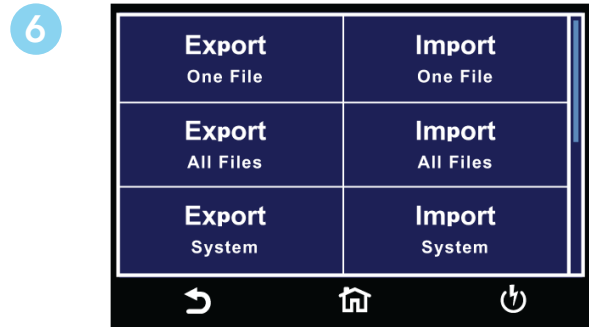 6
Export Import
One File One File
Export Import
All Files All Files
Export Import
System System